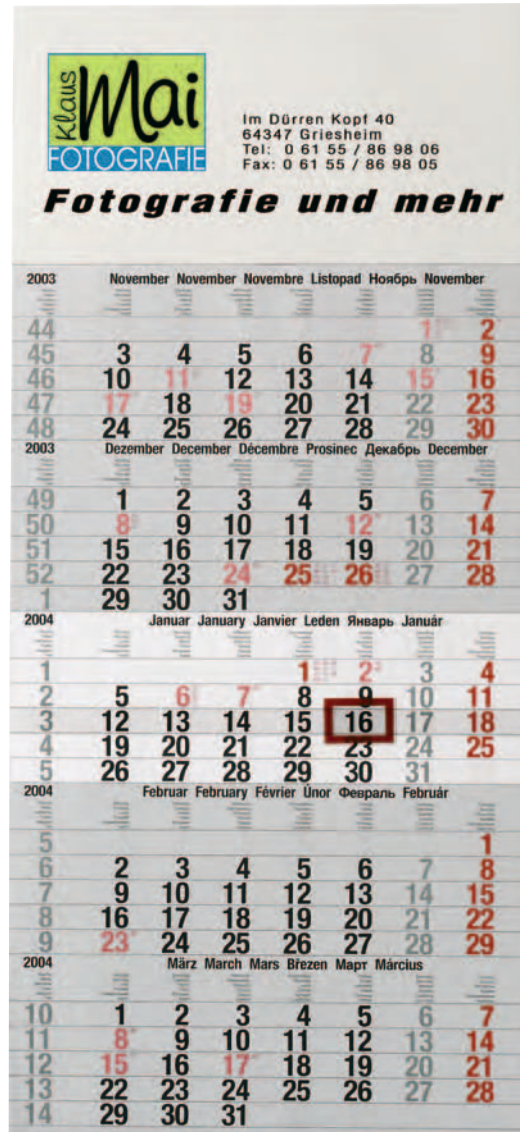 Klaus Mai
FOTOGRAFIE
Im Dürren Kopf 40
64347 Griesheim
Tel: 0 61 55 / 86 98 06
Fax: 0 61 55 / 86 98 05
Fotografie und mehr
2003 November November Novembre Listopad Ноябрь November
44 1 2
45 3 4 5 6 7 8 9
46 10 11 12 13 14 15 16
47 17 18 19 20 21 22 23
48 24 25 26 27 28 29 30
2003 Dezember December Décembre Prosinec Декабрь December
49 1 2 3 4 5 6 7
50 8 9 10 11 12 13 14
51 15 16 17 18 19 20 21
52 22 23 24 25 26 27 28
1 29 30 31
2004 Januar January Janvier Leden Январь Január
1 1 2 3 4
2 5 6 7 8 9 10 11
3 12 13 14 15 16 17 18
4 19 20 21 22 23 24 25
5 26 27 28 29 30 31
2004 Februar February Février Únor Февраль Február
5 1
6 2 3 4 5 6 7 8
7 9 10 11 12 13 14 15
8 16 17 18 19 20 21 22
9 23 24 25 26 27 28 29
2004 März March Mars Březen Март Március
10 1 2 3 4 5 6 7
11 8 9 10 11 12 13 14
12 15 16 17 18 19 20 21
13 22 23 24 25 26 27 28
14 29 30 31